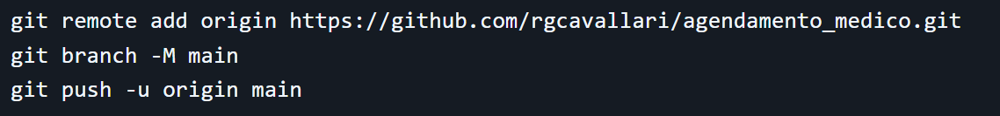 git remote add origin https://github.com/rgcavallari/agendamento_medico.git
git branch -M main
git push -u origin main